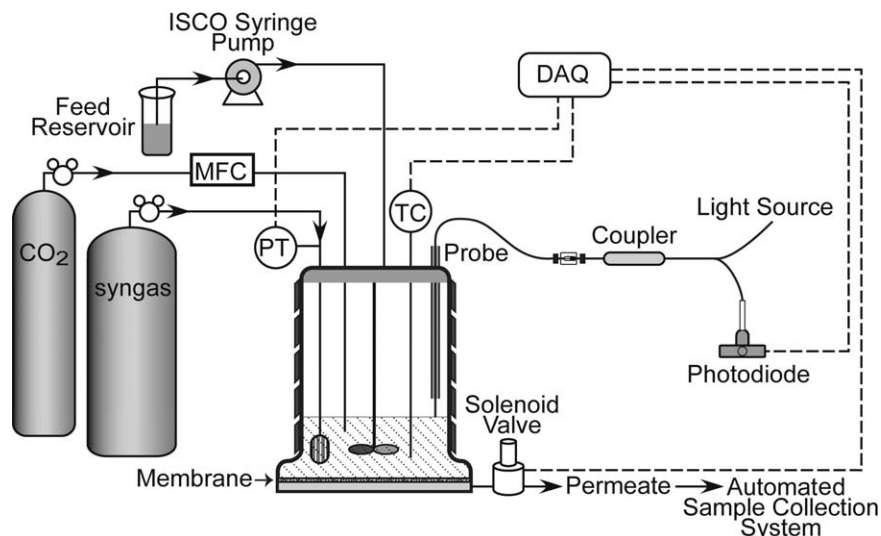 ISCO Syringe
Pump
DAQ
Feed
Reservoir
MFC
TC
Light Source
CO2
PT
Probe
Coupler
syngas
Photodiode
Solenoid
Valve
Membrane
Permeate
Automated
Sample Collection
System